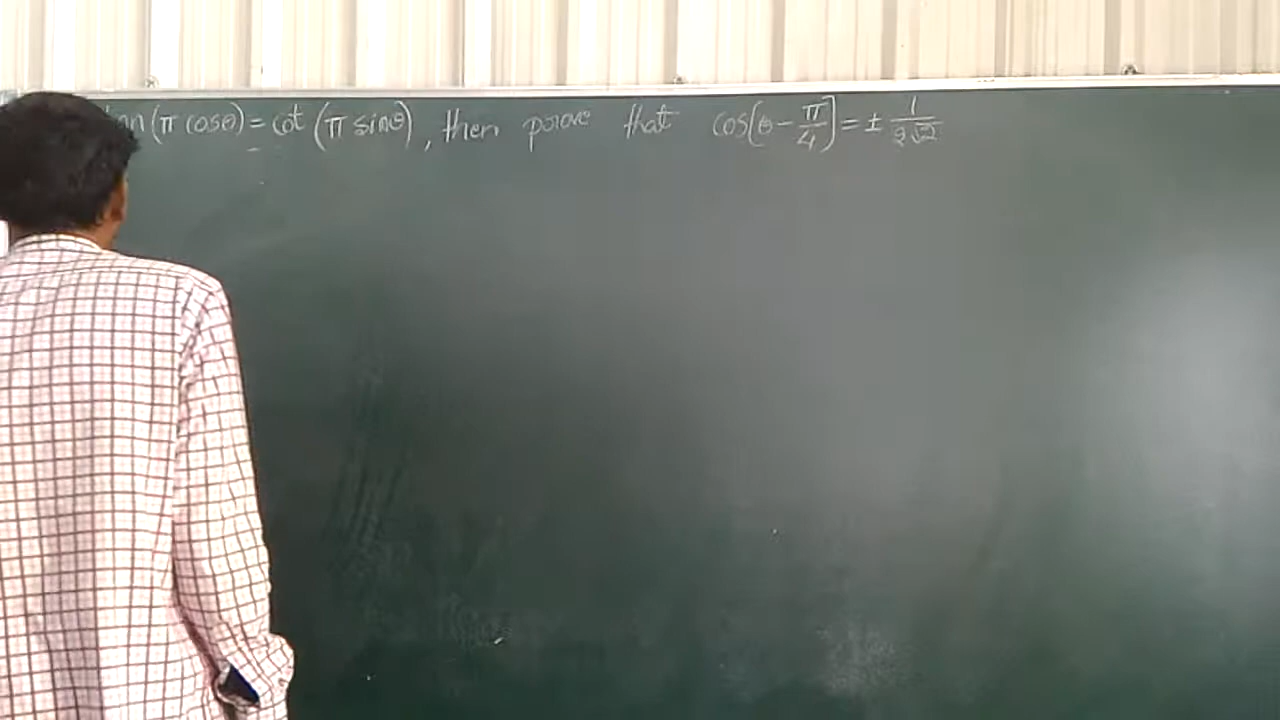 tan(π cosθ) = cot (π sinθ), then prove that cos[θ - π/4] = ± 1/2√2